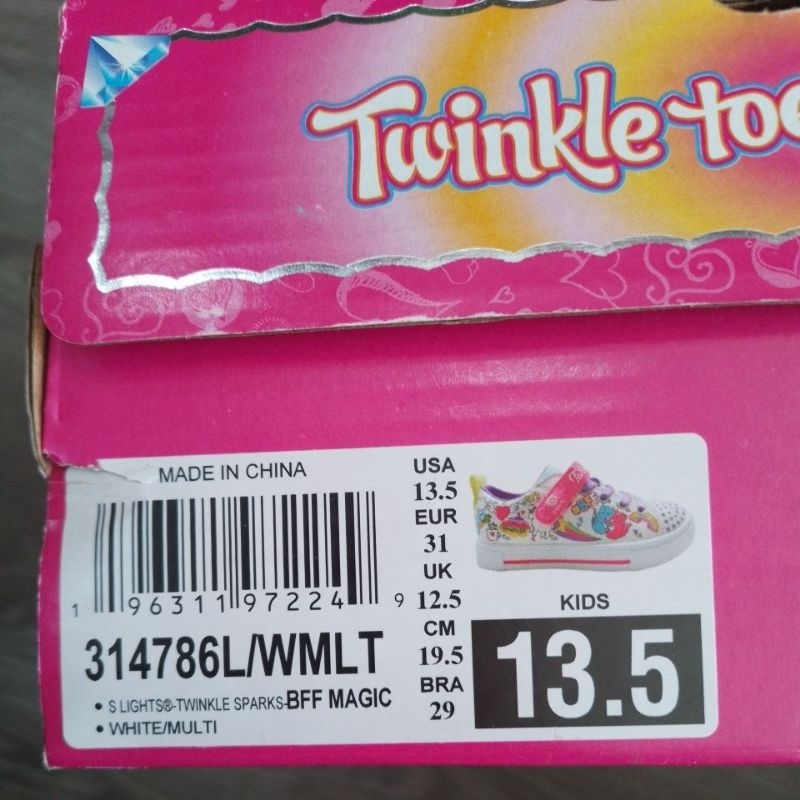 Twinkle toe
MADE IN CHINA
1 96311 97224 9
314786L/WMLT
• S LIGHTS®-TWINKLE SPARKS-BFF MAGIC
• WHITE/MULTI
USA
13.5
EUR
31
UK
12.5
CM
19.5
BRA
29
KIDS
13.5